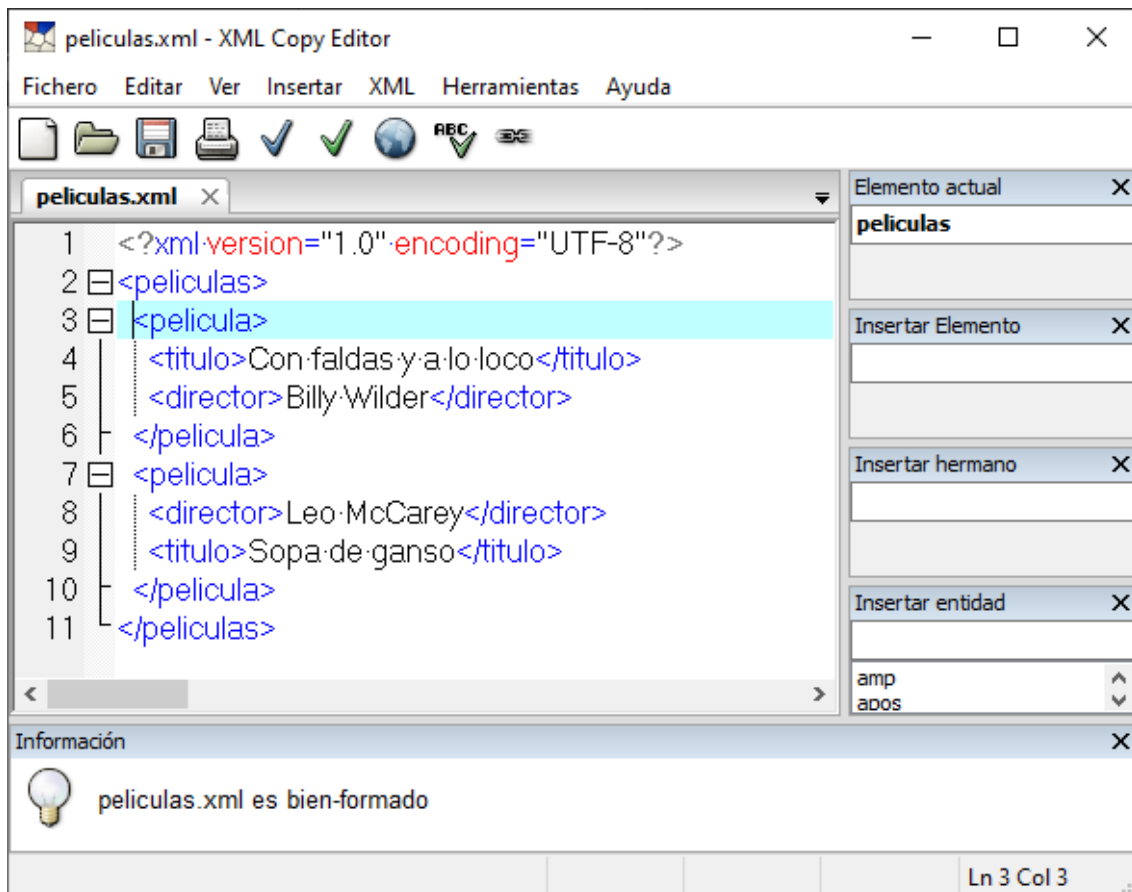 peliculas.xml - XML Copy Editor
Fichero Editar Ver Insertar XML Herramientas Ayuda
ABC
peliculas.xml
1 <?xml·version="1.0"·encoding="UTF-8"?>
2 <peliculas>
3 <pelicula>
4 <titulo>Con·faldas·y·a·lo·loco</titulo>
5 <director>Billy·Wilder</director>
6 </pelicula>
7 <pelicula>
8 <director>Leo·McCarey</director>
9 <titulo>Sopa·de·ganso</titulo>
10 </pelicula>
11 </peliculas>
Elemento actual
peliculas
Insertar Elemento
Insertar hermano
Insertar entidad
amp
apos
Información
peliculas.xml es bien-formado
Ln 3 Col 3